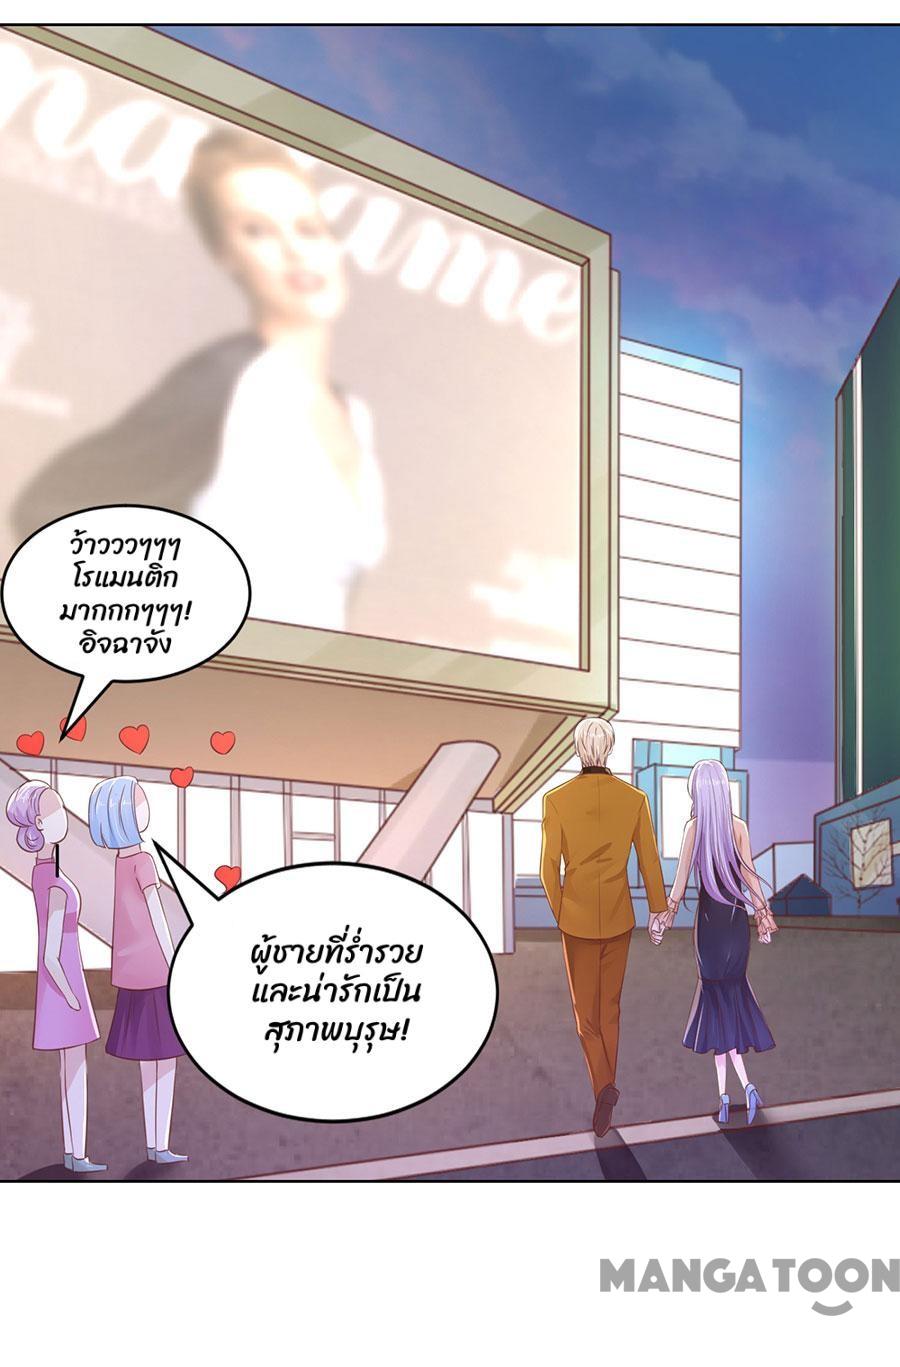 ว้าวววๆๆๆ
โรแมนติก
มากกกๆๆๆ!
อิจฉาจัง
ผู้ชายที่ร่ำรวย
และน่ารักเป็น
สุภาพบุรุษ!
MANGATOON